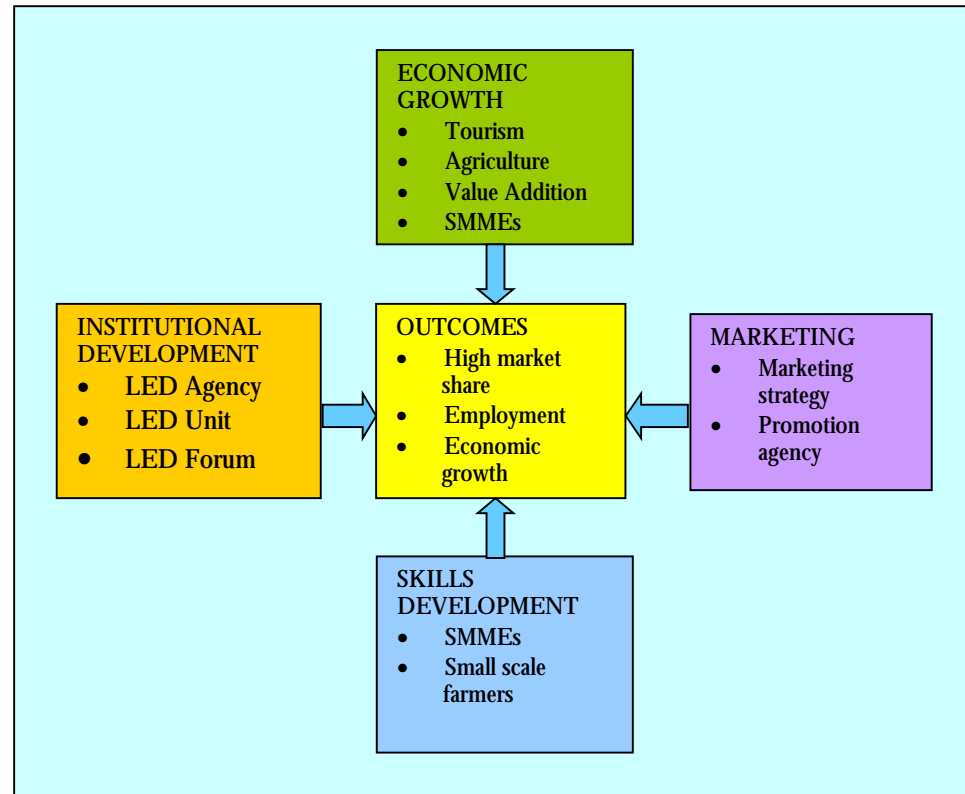 ECONOMIC
GROWTH
• Tourism
• Agriculture
• Value Addition
• SMMEs
INSTITUTIONAL
DEVELOPMENT
• LED Agency
• LED Unit
• LED Forum
OUTCOMES
• High market
share
• Employment
• Economic
growth
MARKETING
• Marketing
strategy
• Promotion
agency
SKILLS
DEVELOPMENT
• SMMEs
• Small scale
farmers